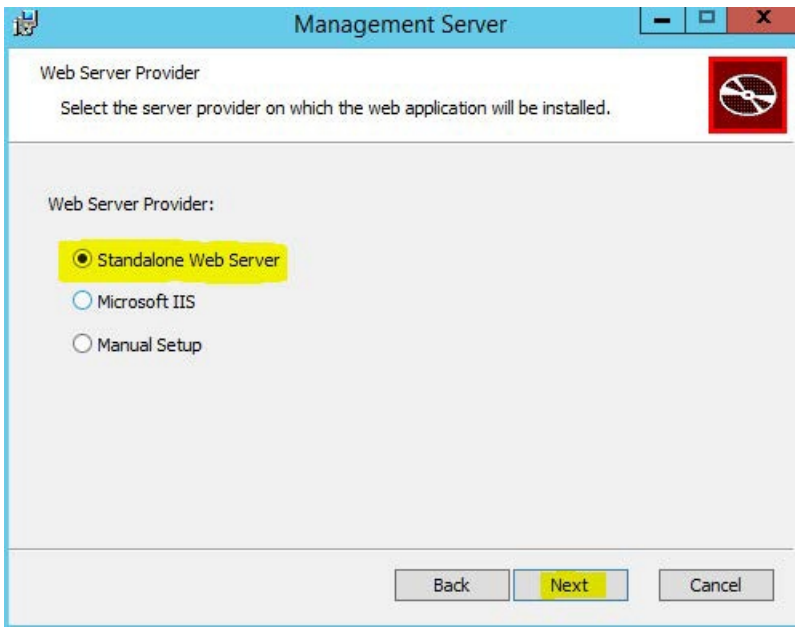 Management Server
Web Server Provider
Select the server provider on which the web application will be installed.
Web Server Provider:
Standalone Web Server
Microsoft IIS
Manual Setup
Back Next Cancel